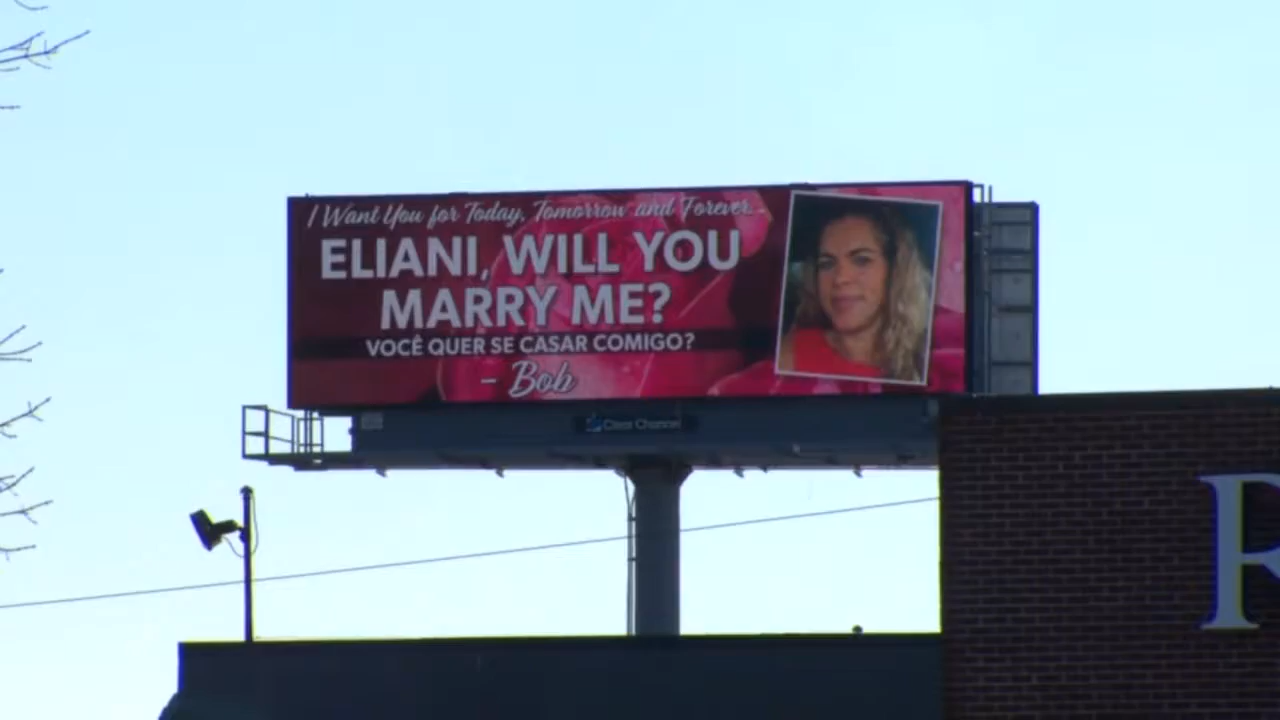 I Want You for Today, Tomorrow and Forever...
ELIANI, WILL YOU
MARRY ME?
VOCÊ QUER SE CASAR COMIGO?
– Bob
Clear Channel
R